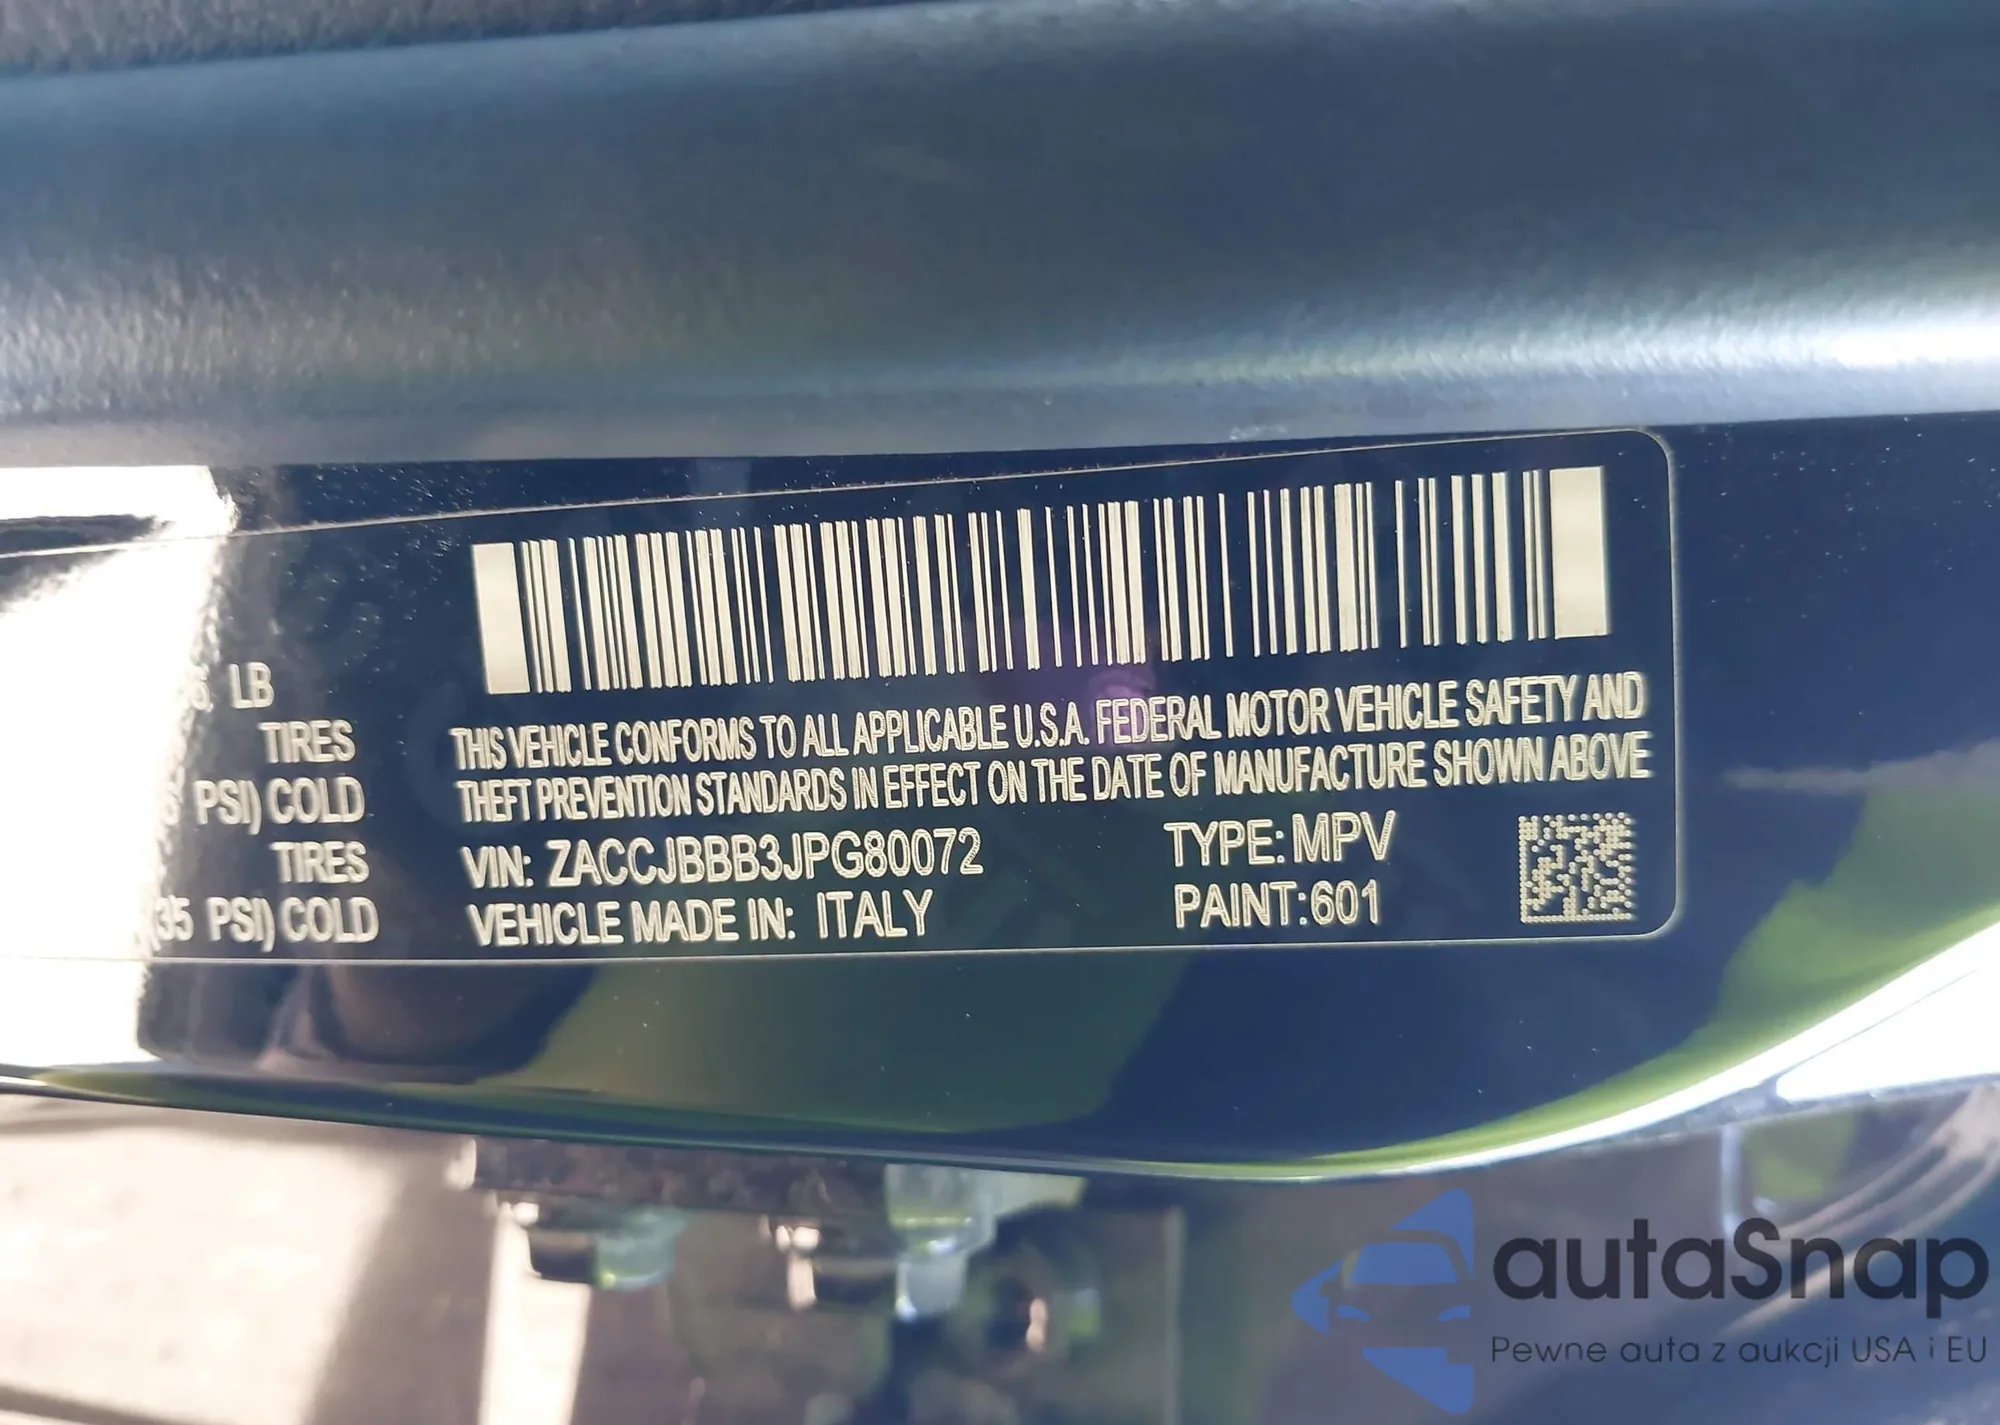 LB
TIRES
PSI) COLD
TIRES
(35 PSI) COLD
THIS VEHICLE CONFORMS TO ALL APPLICABLE U.S.A. FEDERAL MOTOR VEHICLE SAFETY AND
THEFT PREVENTION STANDARDS IN EFFECT ON THE DATE OF MANUFACTURE SHOWN ABOVE
VIN: ZACCJBBB3JPG80072 TYPE: MPV
VEHICLE MADE IN: ITALY PAINT:601
autaSnap
Pewne auta z aukcji USA i EU